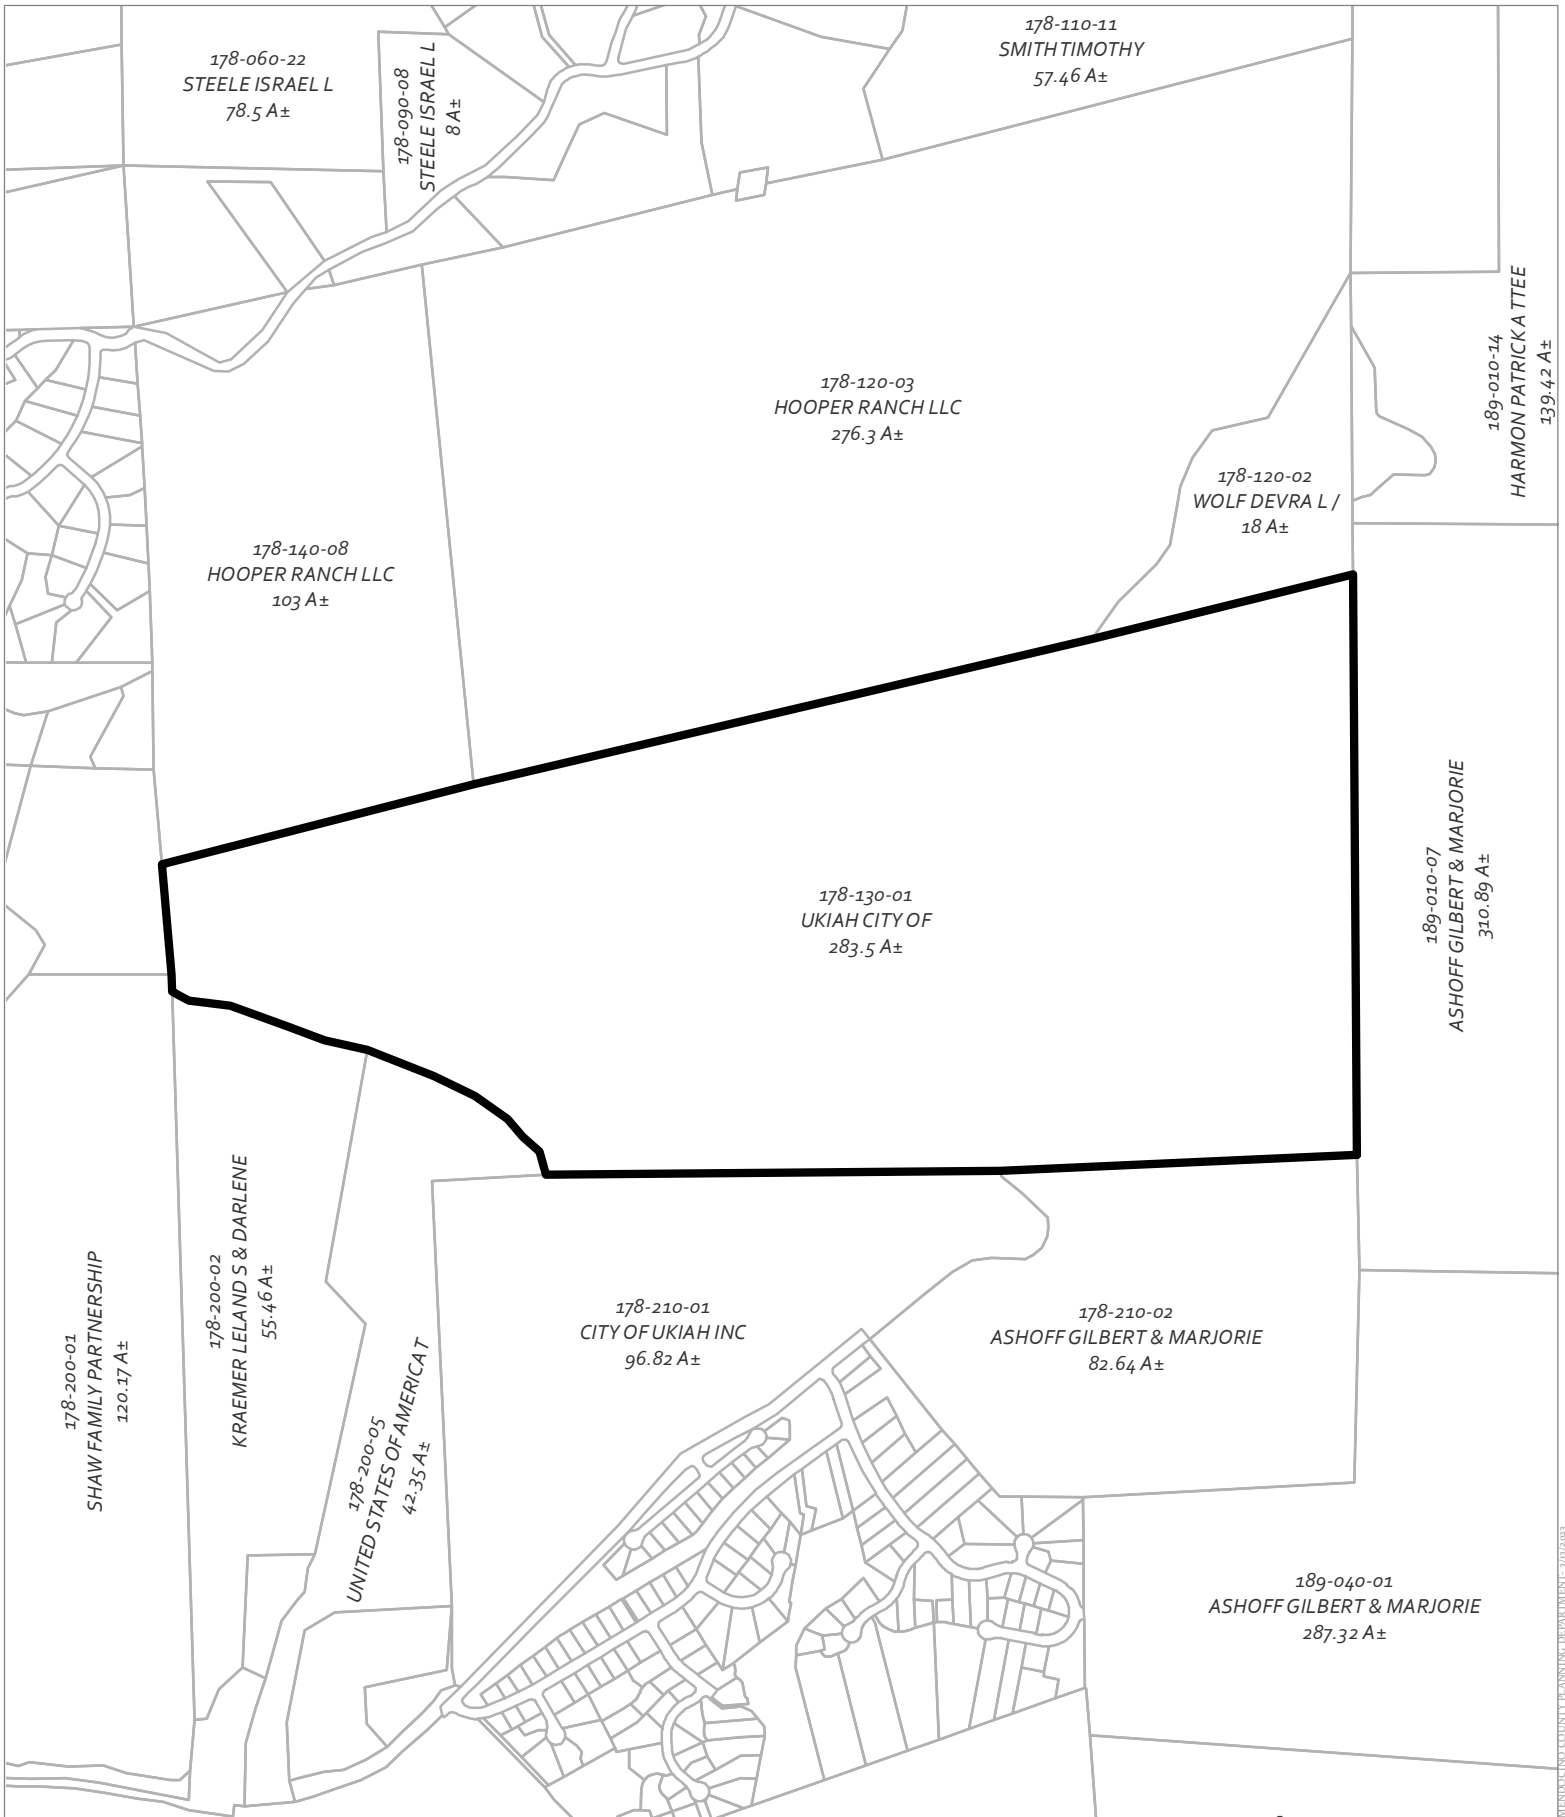 178-110-11
SMITH TIMOTHY
57.46 A±
178-060-22
STEELE ISRAEL L
78.5 A±
178-090-08
STEELE ISRAEL L
8 A±
189-010-14
HARMON PATRICK A TTEE
139.42 A±
178-120-03
HOOPER RANCH LLC
276.3 A±
178-120-02
WOLF DEVRA L /
18 A±
178-140-08
HOOPER RANCH LLC
103 A±
178-130-01
UKIAH CITY OF
283.5 A±
189-010-07
ASHOFF GILBERT & MARJORIE
310.89 A±
178-200-01
SHAW FAMILY PARTNERSHIP
120.17 A±
178-200-02
KRAEMER LELAND S & DARLENE
55.46 A±
178-200-05
UNITED STATES OF AMERICA T
42.35 A±
178-210-01
CITY OF UKIAH INC
96.82 A±
178-210-02
ASHOFF GILBERT & MARJORIE
82.64 A±
189-040-01
ASHOFF GILBERT & MARJORIE
287.32 A±
MENDOCINO COUNTY PLANNING DEPARTMENT-